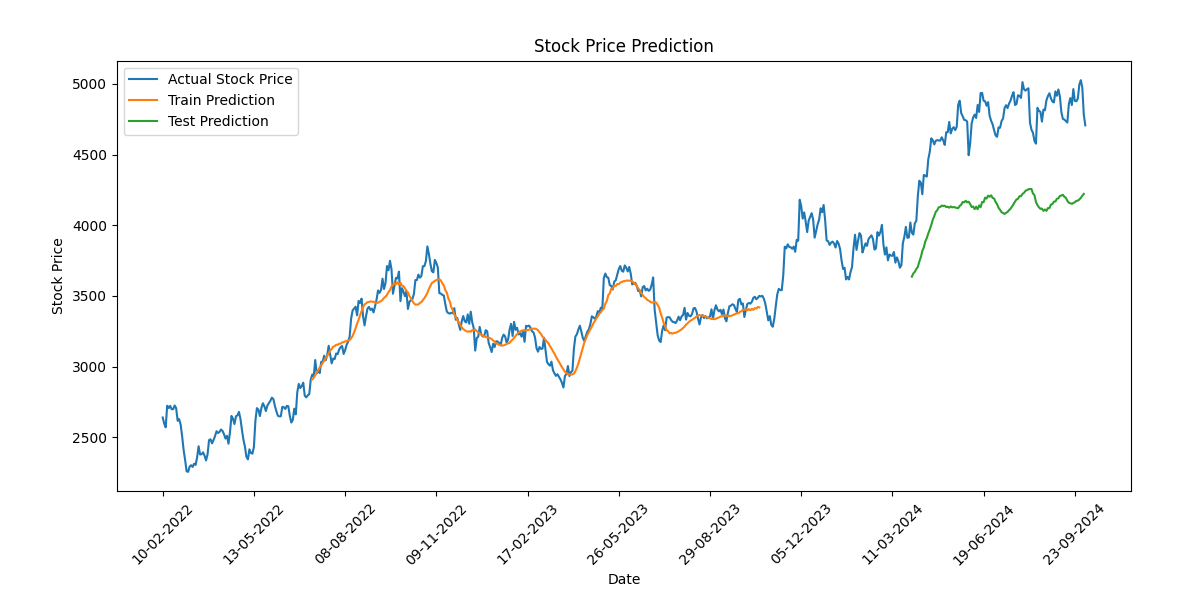 Stock Price Prediction
Actual Stock Price
Train Prediction
Test Prediction
5000
4500
4000
3500
3000
2500
Stock Price
10-02-2022
13-05-2022
08-08-2022
09-11-2022
17-02-2023
26-05-2023
29-08-2023
05-12-2023
11-03-2024
19-06-2024
23-09-2024
Date